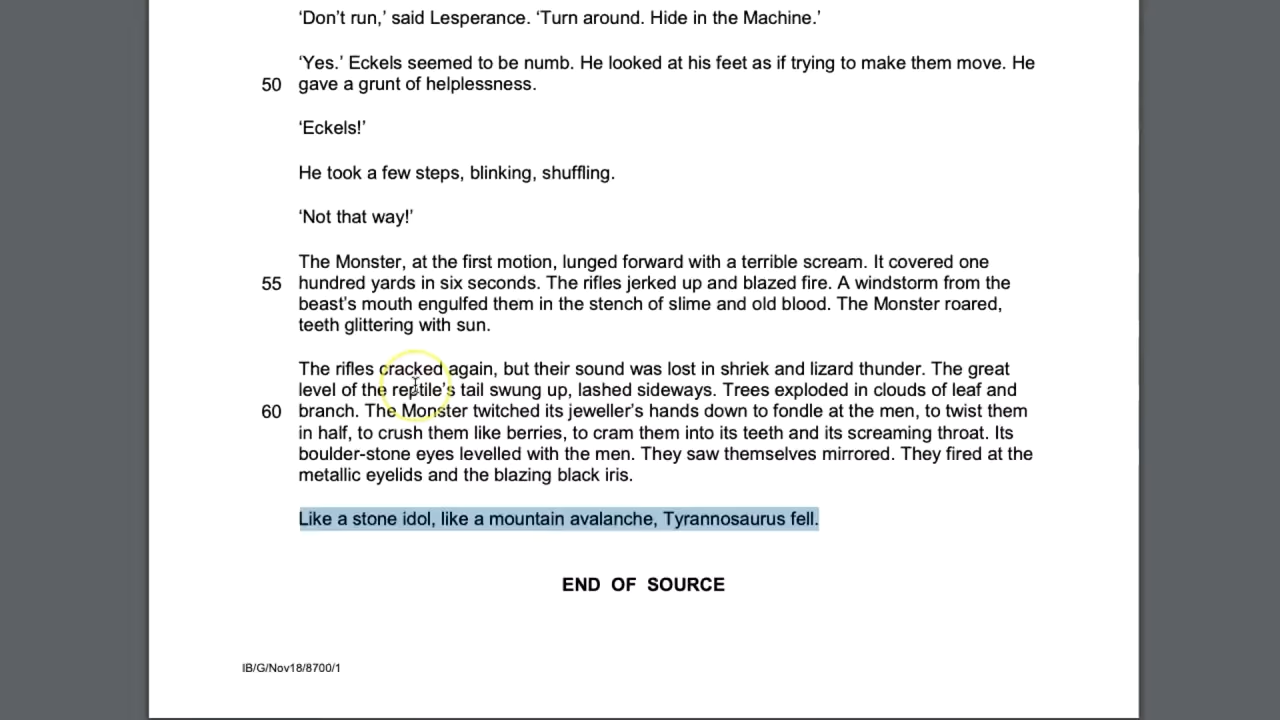 ‘Don’t run,’ said Lesperance. ‘Turn around. Hide in the Machine.’
‘Yes.’ Eckels seemed to be numb. He looked at his feet as if trying to make them move. He
50 gave a grunt of helplessness.
‘Eckels!’
He took a few steps, blinking, shuffling.
‘Not that way!’
The Monster, at the first motion, lunged forward with a terrible scream. It covered one
55 hundred yards in six seconds. The rifles jerked up and blazed fire. A windstorm from the
beast’s mouth engulfed them in the stench of slime and old blood. The Monster roared,
teeth glittering with sun.
The rifles cracked again, but their sound was lost in shriek and lizard thunder. The great
level of the reptile’s tail swung up, lashed sideways. Trees exploded in clouds of leaf and
60 branch. The Monster twitched its jeweller’s hands down to fondle at the men, to twist them
in half, to crush them like berries, to cram them into its teeth and its screaming throat. Its
boulder-stone eyes levelled with the men. They saw themselves mirrored. They fired at the
metallic eyelids and the blazing black iris.
Like a stone idol, like a mountain avalanche, Tyrannosaurus fell.
END OF SOURCE
IB/G/Nov18/8700/1